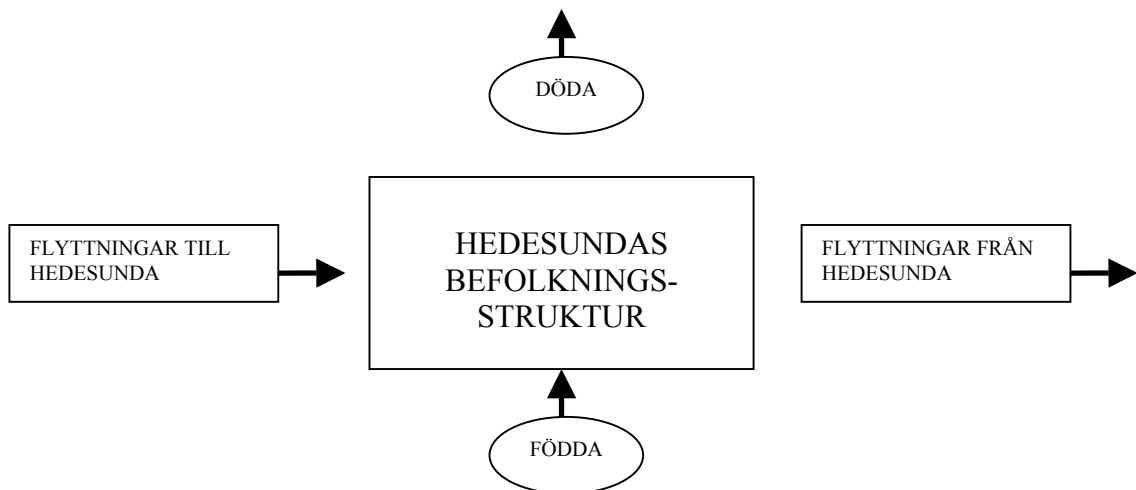 DÖDA
FLYTTNINGAR TILL
HEDESUNDA
HEDESUNDAS
BEFOLKNINGS-
STRUKTUR
FLYTTNINGAR FRÅN
HEDESUNDA
FÖDDA